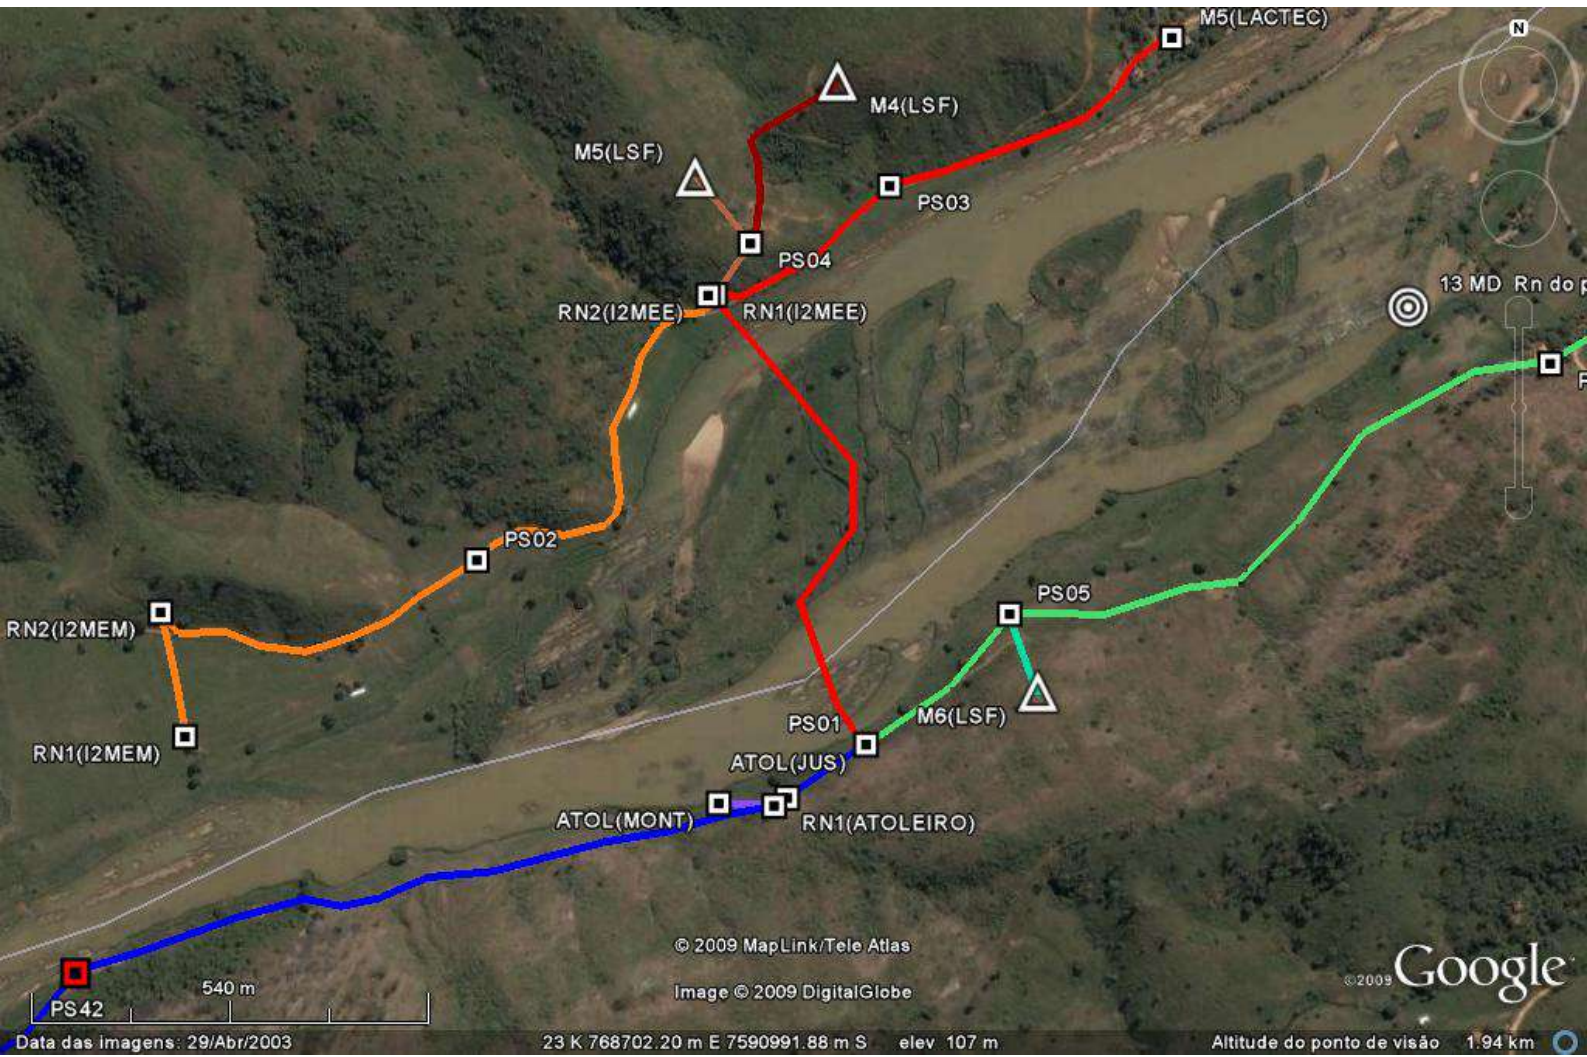 M5(LACTEC)
N
M4(LSF)
M5(LSF)
PS03
PS04
13 MD Rn do p
RN2(I2MEE)
RN1(I2MEE)
F
PS02
PS05
RN2(I2MEM)
M6(LSF)
PS01
RN1(I2MEM)
ATOL(JUS)
ATOL(MONT)
RN1(ATOLEIRO)
© 2009 MapLink/Tele Atlas
540 m
©2009 Google
Image © 2009 DigitalGlobe
PS42
Data das imagens: 29/Abr/2003
23 K 768702.20 m E 7590991.88 m S elev 107 m
Altitude do ponto de visão 1.94 km